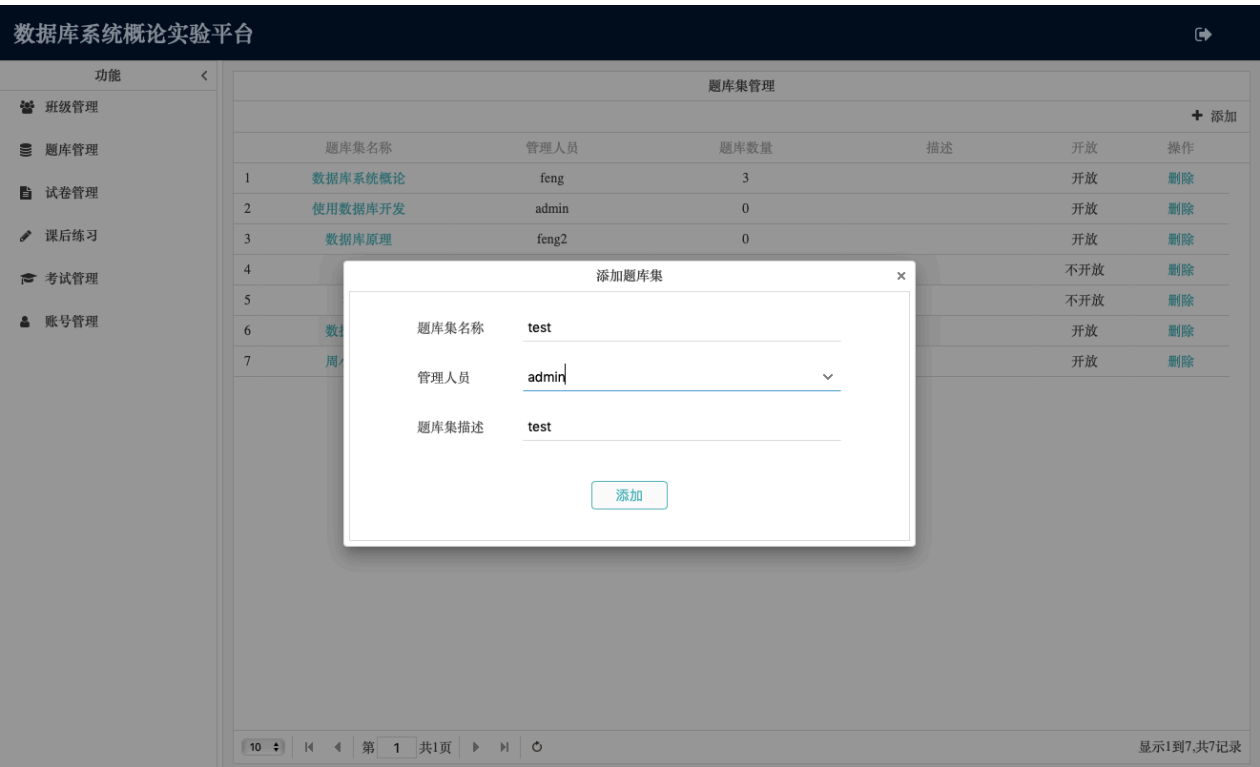 数据库系统概论实验平台
功能
班级管理
题库管理
试卷管理
课后练习
考试管理
账号管理
题库集管理
添加
题库集名称 管理人员 题库数量 描述 开放 操作
1 数据库系统概论 feng 3 开放 删除
2 使用数据库开发 admin 0 开放 删除
3 数据库原理 feng2 0 开放 删除
4 不开放 删除
5 不开放 删除
6 数 开放 删除
7 周 开放 删除
添加题库集 ×
题库集名称 test
管理人员 admin
题库集描述 test
添加
10 第 1 共1页 显示1到7,共7记录